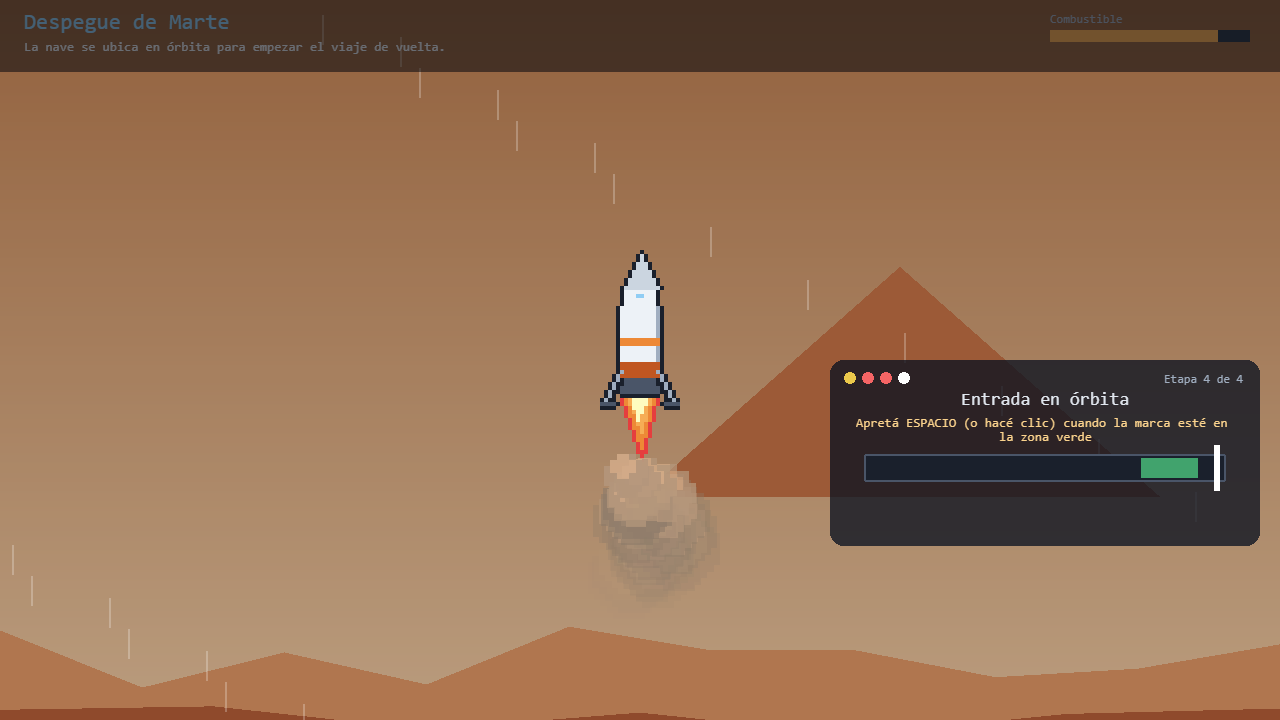 Despegue de Marte
La nave se ubica en órbita para empezar el viaje de vuelta.
Combustible
Etapa 4 de 4
Entrada en órbita
Apretá ESPACIO (o hacé clic) cuando la marca esté en
la zona verde